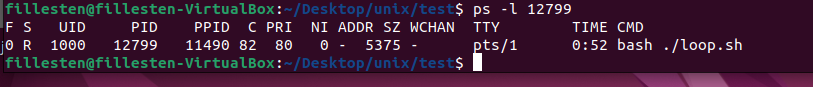 fillesten@fillesten-VirtualBox:~/Desktop/unix/test$ ps -l 12799
F S   UID     PID    PPID  C PRI  NI ADDR SZ WCHAN  TTY        TIME CMD
0 R  1000   12799   11490 82  80   0 -  5375 -      pts/1      0:52 bash ./loop.sh
fillesten@fillesten-VirtualBox:~/Desktop/unix/test$